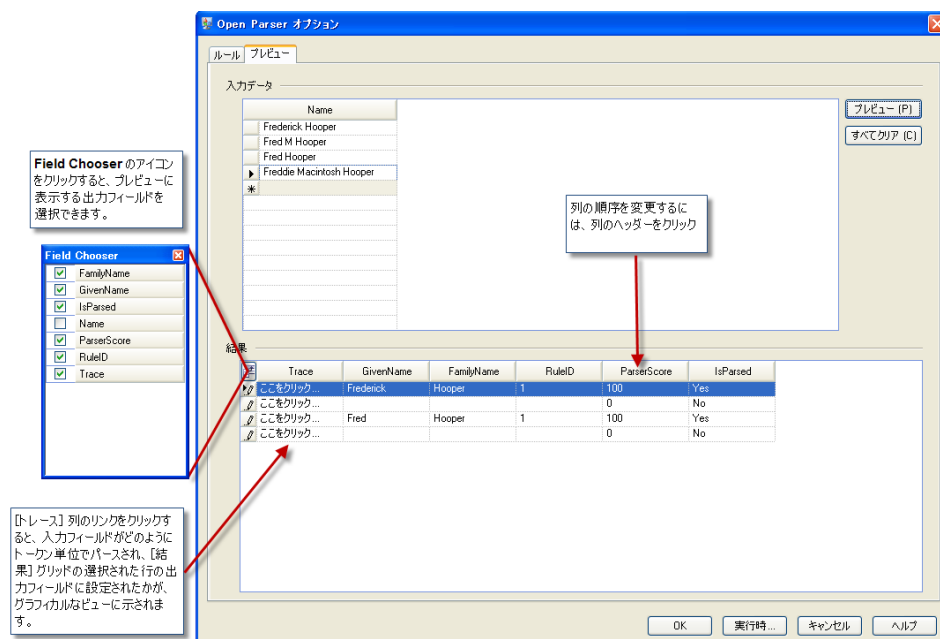 Open Parser オプション
ルール
プレビュー
入力データ
Name
Frederick Hooper
Fred M Hooper
Fred Hooper
Freddie Macintosh Hooper
プレビュー (P)
すべてクリア (C)
Field Chooser のアイコン
をクリックすると、プレビューに
表示する出力フィールドを
選択できます。
列の順序を変更するに
は、列のヘッダーをクリック
Field Chooser
FamilyName
GivenName
IsParsed
Name
ParserScore
RuleID
Trace
結果
Trace GivenName FamilyName RuleID ParserScore IsParsed
ここをクリック... Frederick Hooper 1 100 Yes
ここをクリック... 0 No
ここをクリック... Fred Hooper 1 100 Yes
ここをクリック... 0 No
[トレース] 列のリンクをクリックす
ると、入力フィールドがどのように
トークン単位でパースされ、[結
果] グリッドの選択された行の出
力フィールドに設定されたかが、
グラフィカルなビューに示されま
す。
OK
実行時...
キャンセル
ヘルプ